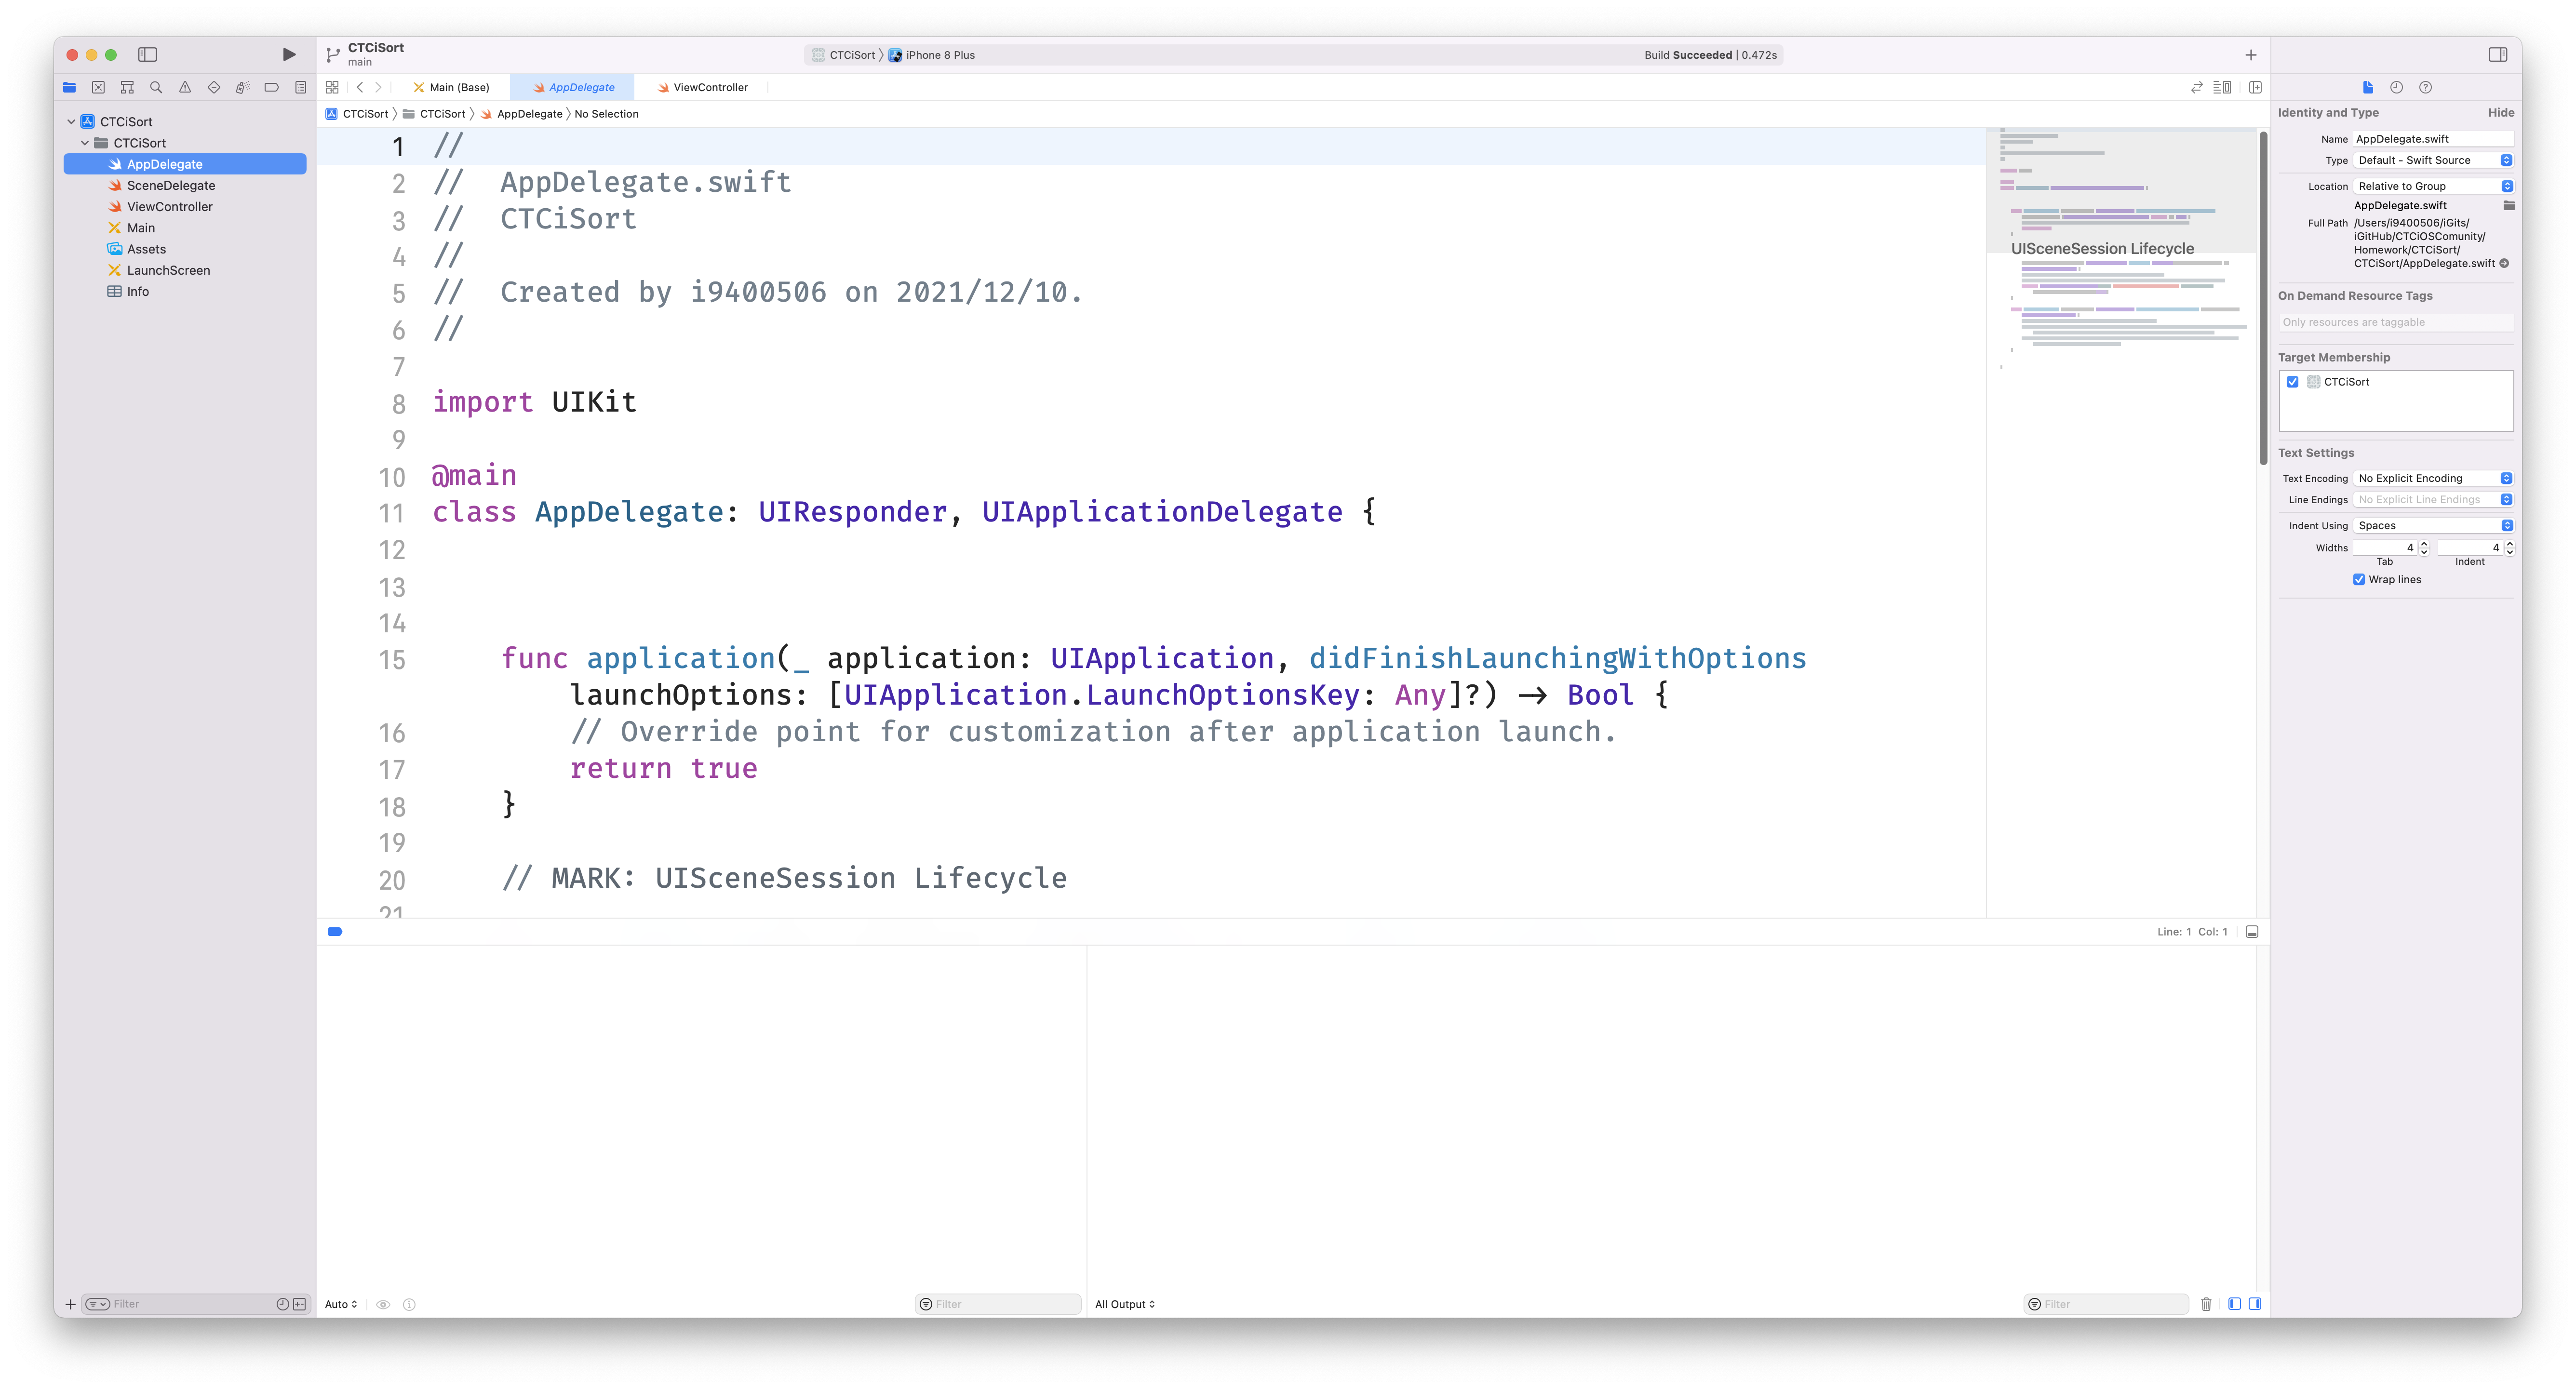 CTCiSort
main
CTCiSort 〉 iPhone 8 Plus
Build Succeeded | 0.472s
Main (Base)
AppDelegate
ViewController
CTCiSort 〉 CTCiSort 〉 AppDelegate 〉 No Selection
CTCiSort
CTCiSort
AppDelegate
SceneDelegate
ViewController
Main
Assets
LaunchScreen
Info
Filter
1 //
2 //  AppDelegate.swift
3 //  CTCiSort
4 //
5 //  Created by i9400506 on 2021/12/10.
6 //
7
8 import UIKit
9
10 @main
11 class AppDelegate: UIResponder, UIApplicationDelegate {
12
13
14
15     func application(_ application: UIApplication, didFinishLaunchingWithOptions
launchOptions: [UIApplication.LaunchOptionsKey: Any]?) -> Bool {
16         // Override point for customization after application launch.
17         return true
18     }
19
20     // MARK: UISceneSession Lifecycle
21
UISceneSession Lifecycle
Line: 1 Col: 1
Auto
Filter
All Output
Filter
Identity and Type Hide
Name AppDelegate.swift
Type Default - Swift Source
Location Relative to Group
AppDelegate.swift
Full Path /Users/i9400506/iGits/
iGitHub/CTCiOSComunity/
Homework/CTCiSort/
CTCiSort/AppDelegate.swift
On Demand Resource Tags
Only resources are taggable
Target Membership
CTCiSort
Text Settings
Text Encoding No Explicit Encoding
Line Endings No Explicit Line Endings
Indent Using Spaces
Widths 4 4
Tab Indent
Wrap lines